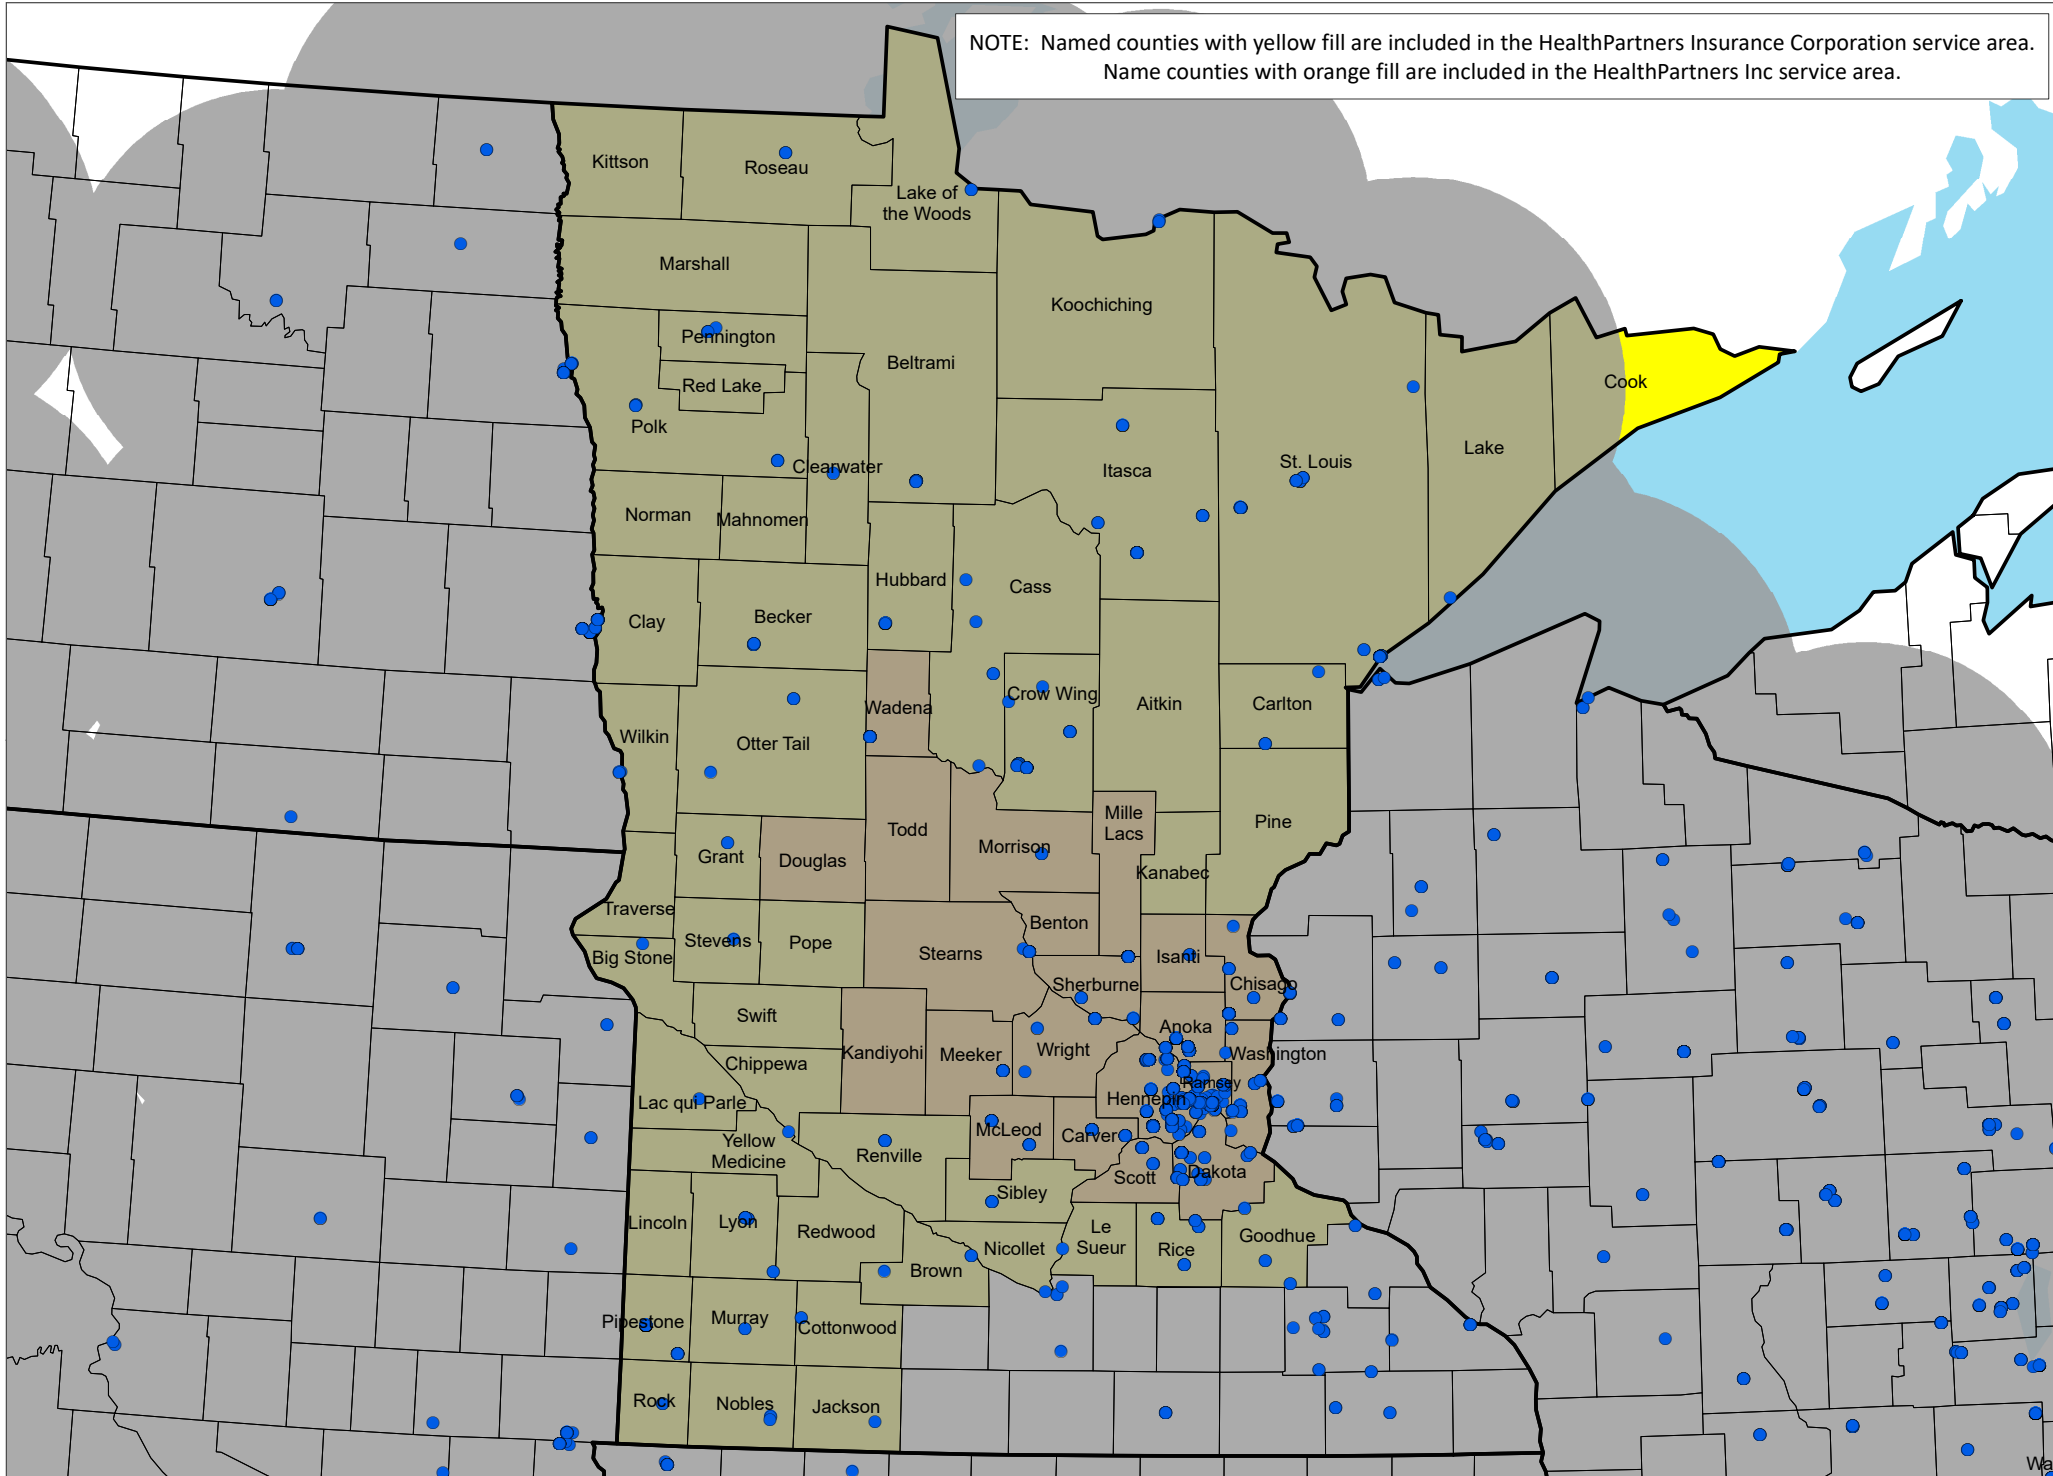 NOTE:  Named counties with yellow fill are included in the HealthPartners Insurance Corporation service area.
Name counties with orange fill are included in the HealthPartners Inc service area.
Kittson
Roseau
Lake of
the Woods
Marshall
Koochiching
Pennington
Beltrami
Red Lake
Cook
Polk
Lake
Clearwater
Itasca
St. Louis
Norman
Mahnomen
Hubbard
Cass
Clay
Becker
Crow Wing
Wadena
Aitkin
Carlton
Wilkin
Otter Tail
Mille
Lacs
Pine
Todd
Morrison
Grant
Douglas
Kanabec
Traverse
Benton
Stevens
Pope
Stearns
Isanti
Big Stone
Sherburne
Chisago
Swift
Anoka
Kandiyohi
Meeker
Wright
Washington
Chippewa
Ramsey
Hennepin
Lac qui Parle
McLeod
Carver
Yellow
Medicine
Renville
Scott
Dakota
Sibley
Lincoln
Lyon
Redwood
Le
Sueur
Nicollet
Rice
Goodhue
Brown
Pipestone
Murray
Cottonwood
Rock
Nobles
Jackson
Wa